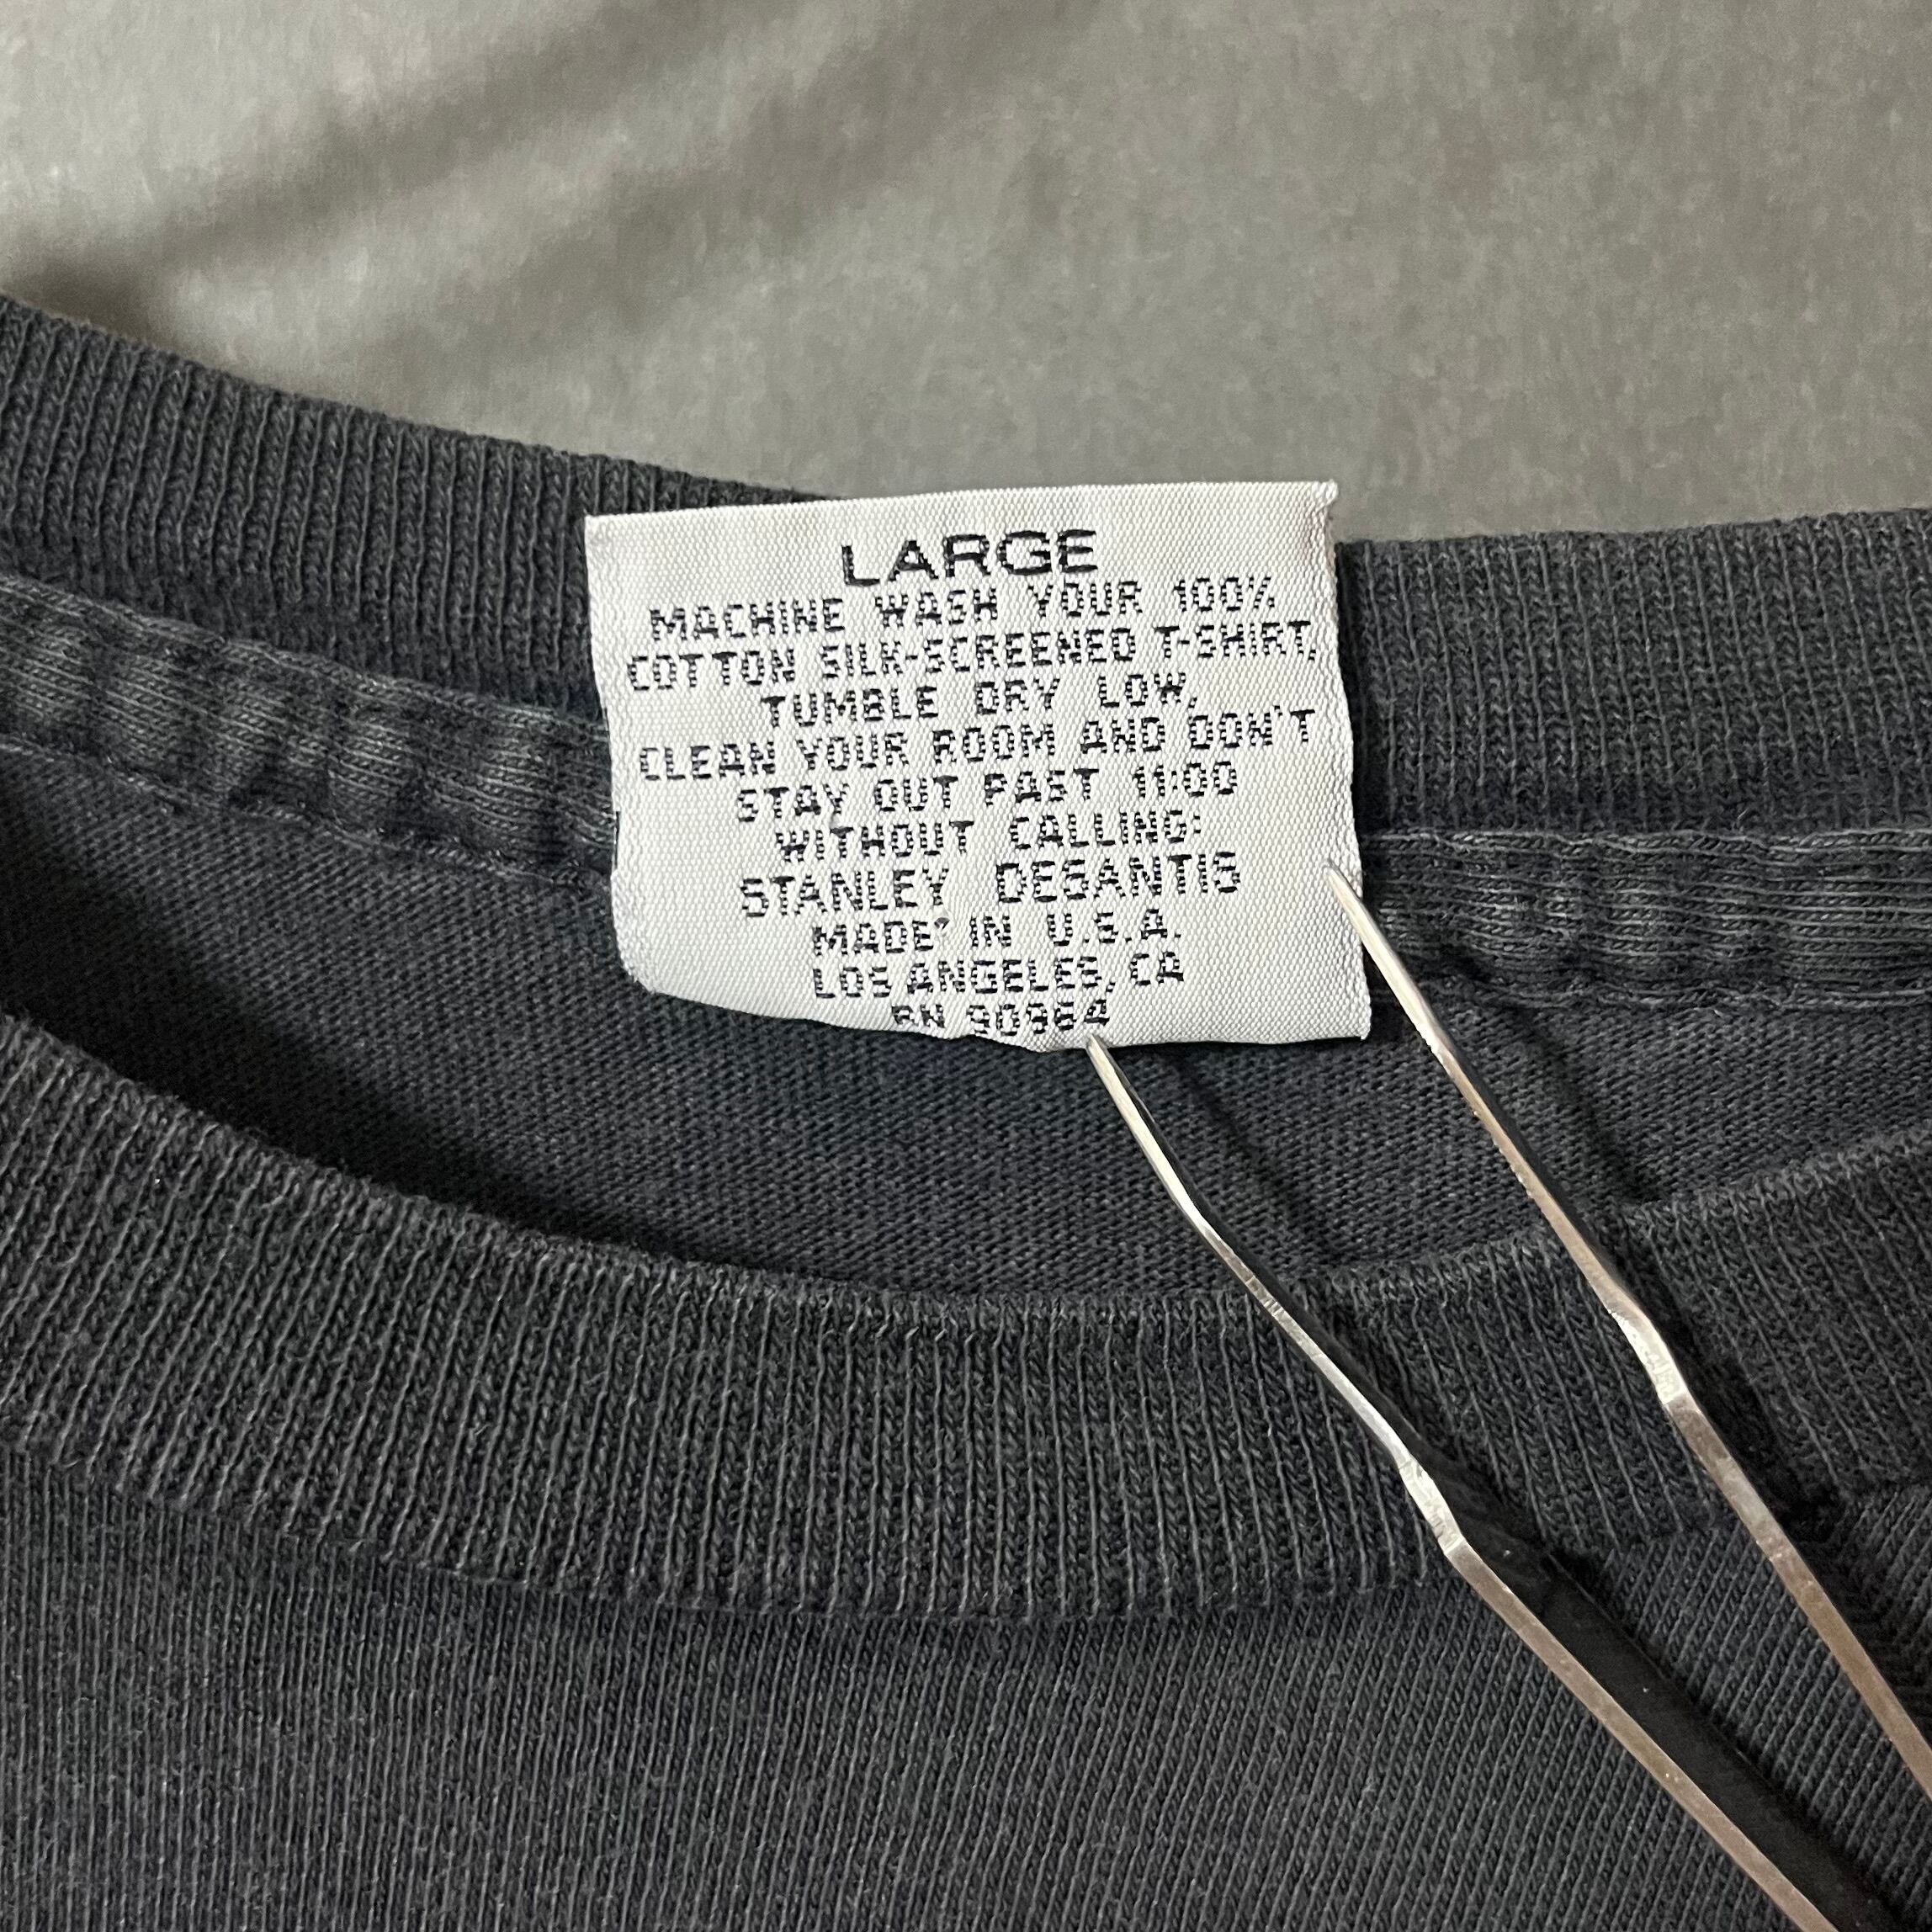 LARGE
MACHINE WASH YOUR 100%
COTTON SILK-SCREENED T-SHIRT,
TUMBLE DRY LOW,
CLEAN YOUR ROOM AND DON'T
STAY OUT PAST 11:00
WITHOUT CALLING:
STANLEY DESANTIS
MADE IN U.S.A.
LOS ANGELES, CA
RN 90964